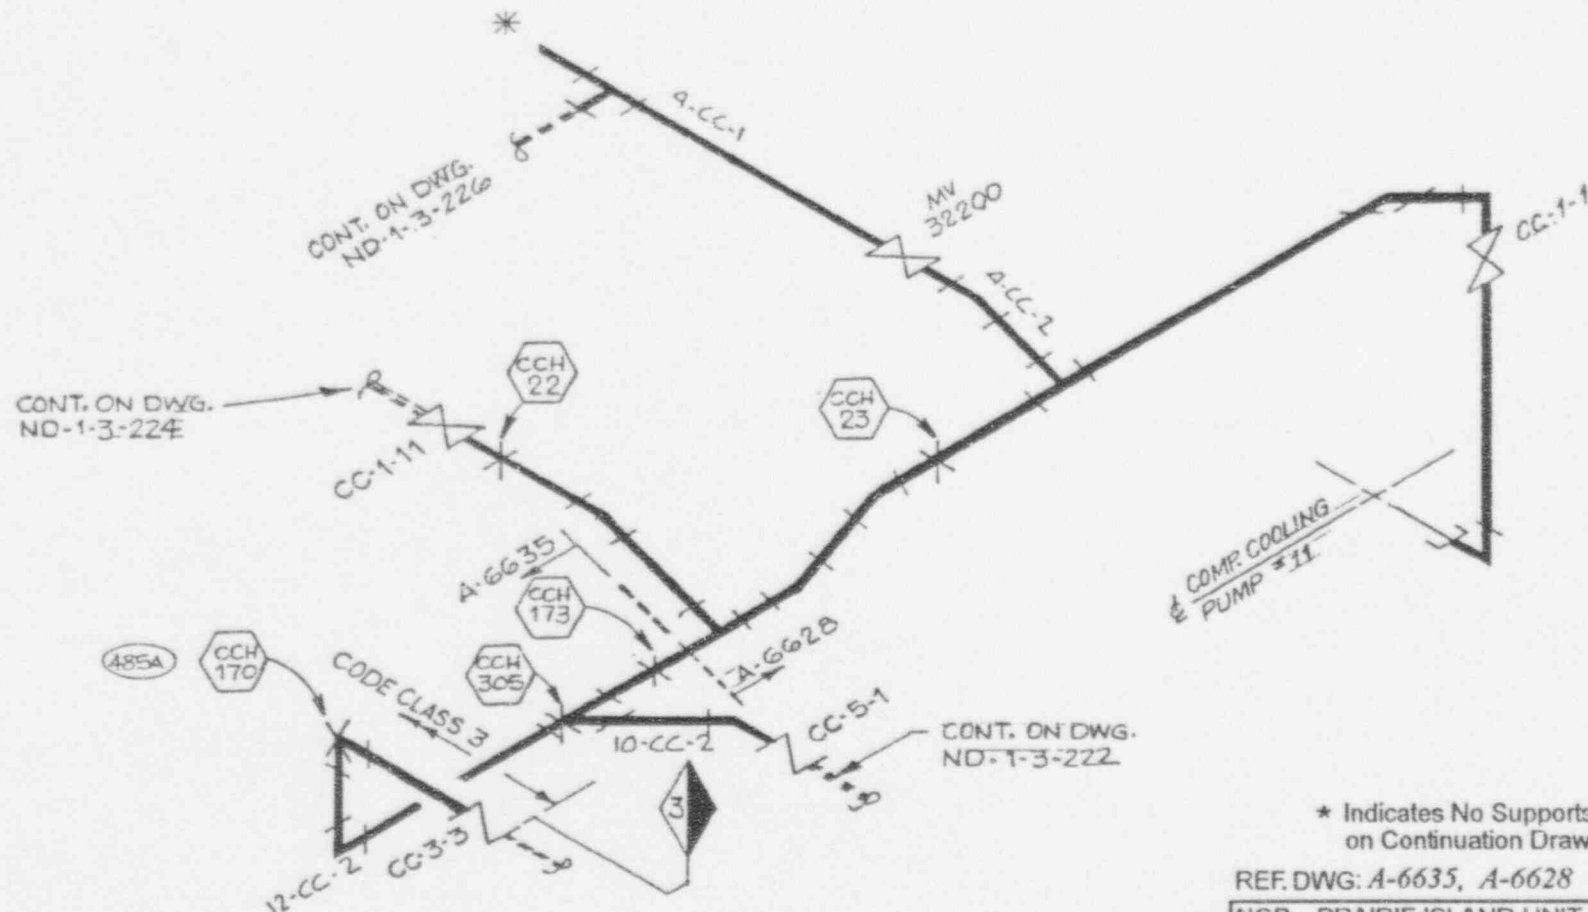 *
4-CC-1
CONT. ON DWG.
ND-1-3-226
MV
32200
4-CC-2
CC-1-1
CCH
22
CONT. ON DWG.
ND-1-3-224
CC-1-11
CCH
23
COMP. COOLING
PUMP #11
A-6635
CCH
173
A-6628
485A
CCH
170
CODE CLASS 3
CCH
305
CC-5-1
10-CC-2
CONT. ON DWG.
ND-1-3-222
3
CC-3-3
12-CC-2
* Indicates No Supports
on Continuation Draw
REF. DWG: A-6635, A-6628